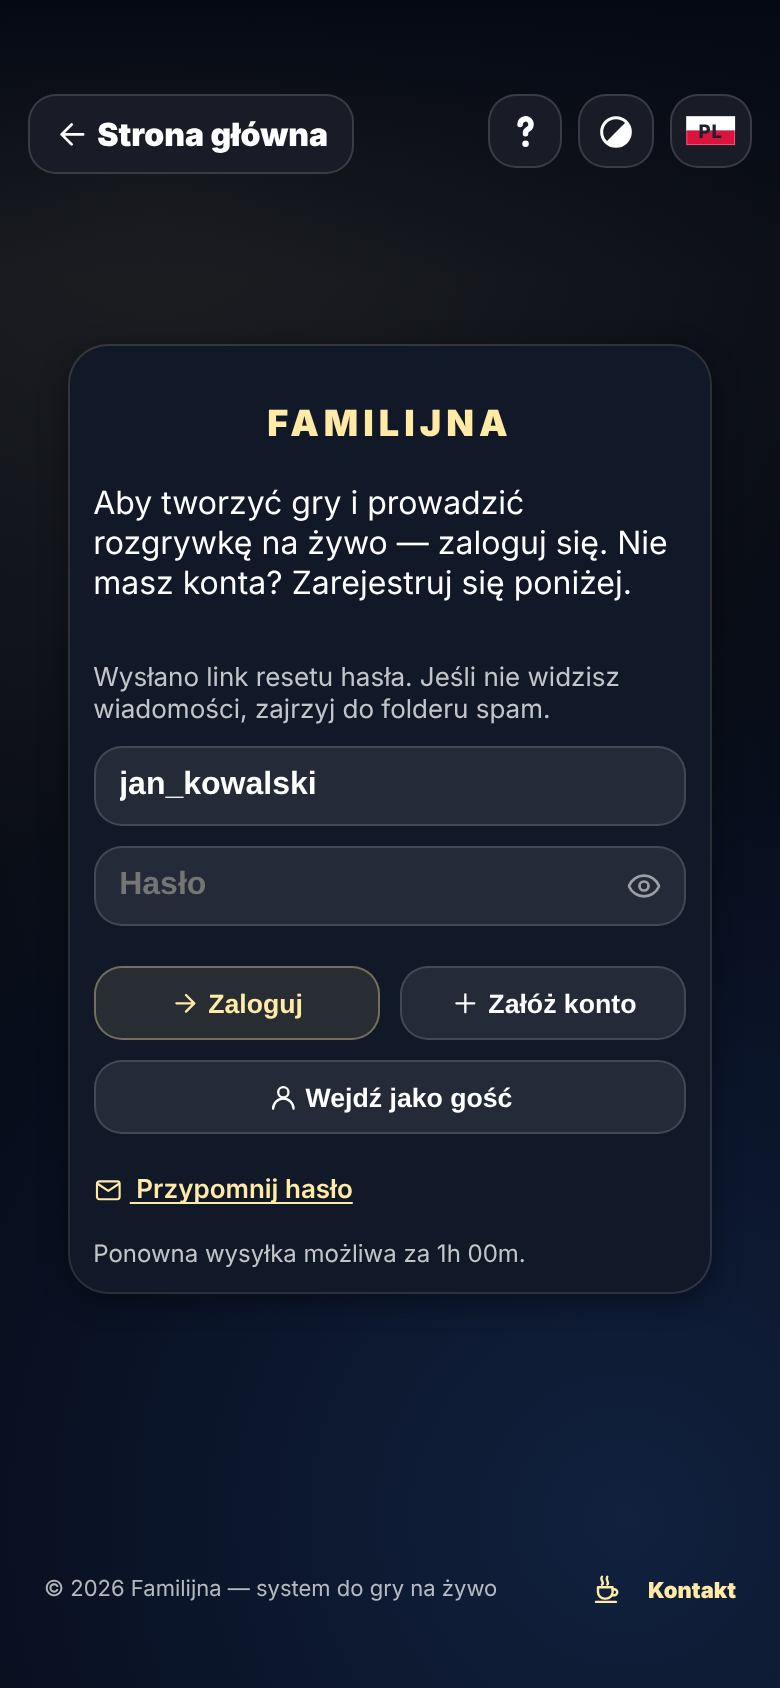 Strona główna
?
PL
FAMILIJNA
Aby tworzyć gry i prowadzić
rozgrywkę na żywo — zaloguj się. Nie
masz konta? Zarejestruj się poniżej.
Wysłano link resetu hasła. Jeśli nie widzisz
wiadomości, zajrzyj do folderu spam.
jan_kowalski
Hasło
Zaloguj
Załóż konto
Wejdź jako gość
Przypomnij hasło
Ponowna wysyłka możliwa za 1h 00m.
© 2026 Familijna — system do gry na żywo
Kontakt